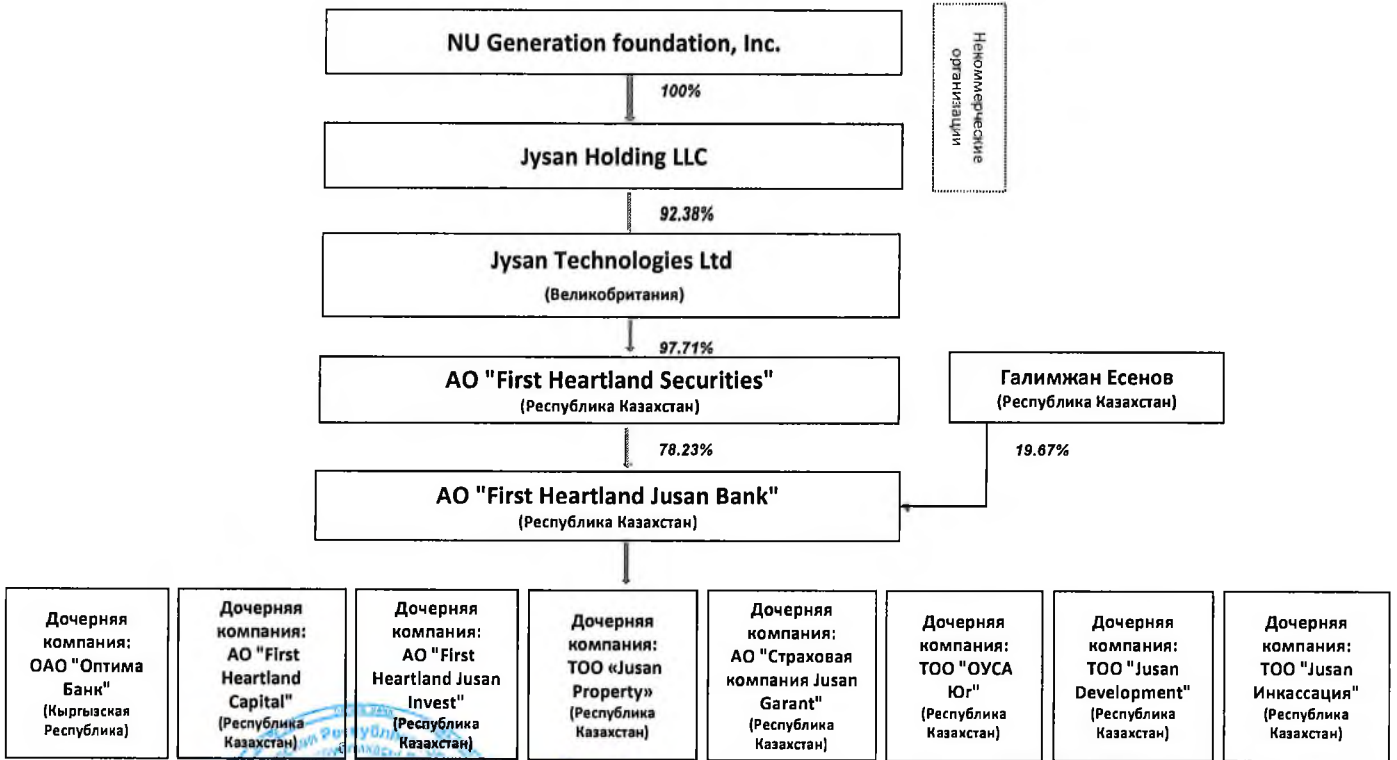 NU Generation foundation, Inc.
Некоммерческие
организации
100%
Jysan Holding LLC
92.38%
Jysan Technologies Ltd
(Великобритания)
97.71%
АО "First Heartland Securities"
(Республика Казахстан)
Галимжан Есенов
(Республика Казахстан)
78.23%
19.67%
АО "First Heartland Jusan Bank"
(Республика Казахстан)
Дочерняя
компания:
ОАО "Оптима
Банк"
(Кыргызская
Республика)
Дочерняя
компания:
АО "First
Heartland
Capital"
(Республика
Казахстан)
Дочерняя
компания:
АО "First
Heartland Jusan
Invest"
(Республика
Казахстан)
Дочерняя
компания:
ТОО «Jusan
Property»
(Республика
Казахстан)
Дочерняя
компания:
АО "Страховая
компания Jusan
Garant"
(Республика
Казахстан)
Дочерняя
компания:
ТОО "ОУСА
Юг"
(Республика
Казахстан)
Дочерняя
компания:
ТОО "Jusan
Development"
(Республика
Казахстан)
Дочерняя
компания:
ТОО "Jusan
Инкассация"
(Республика
Казахстан)